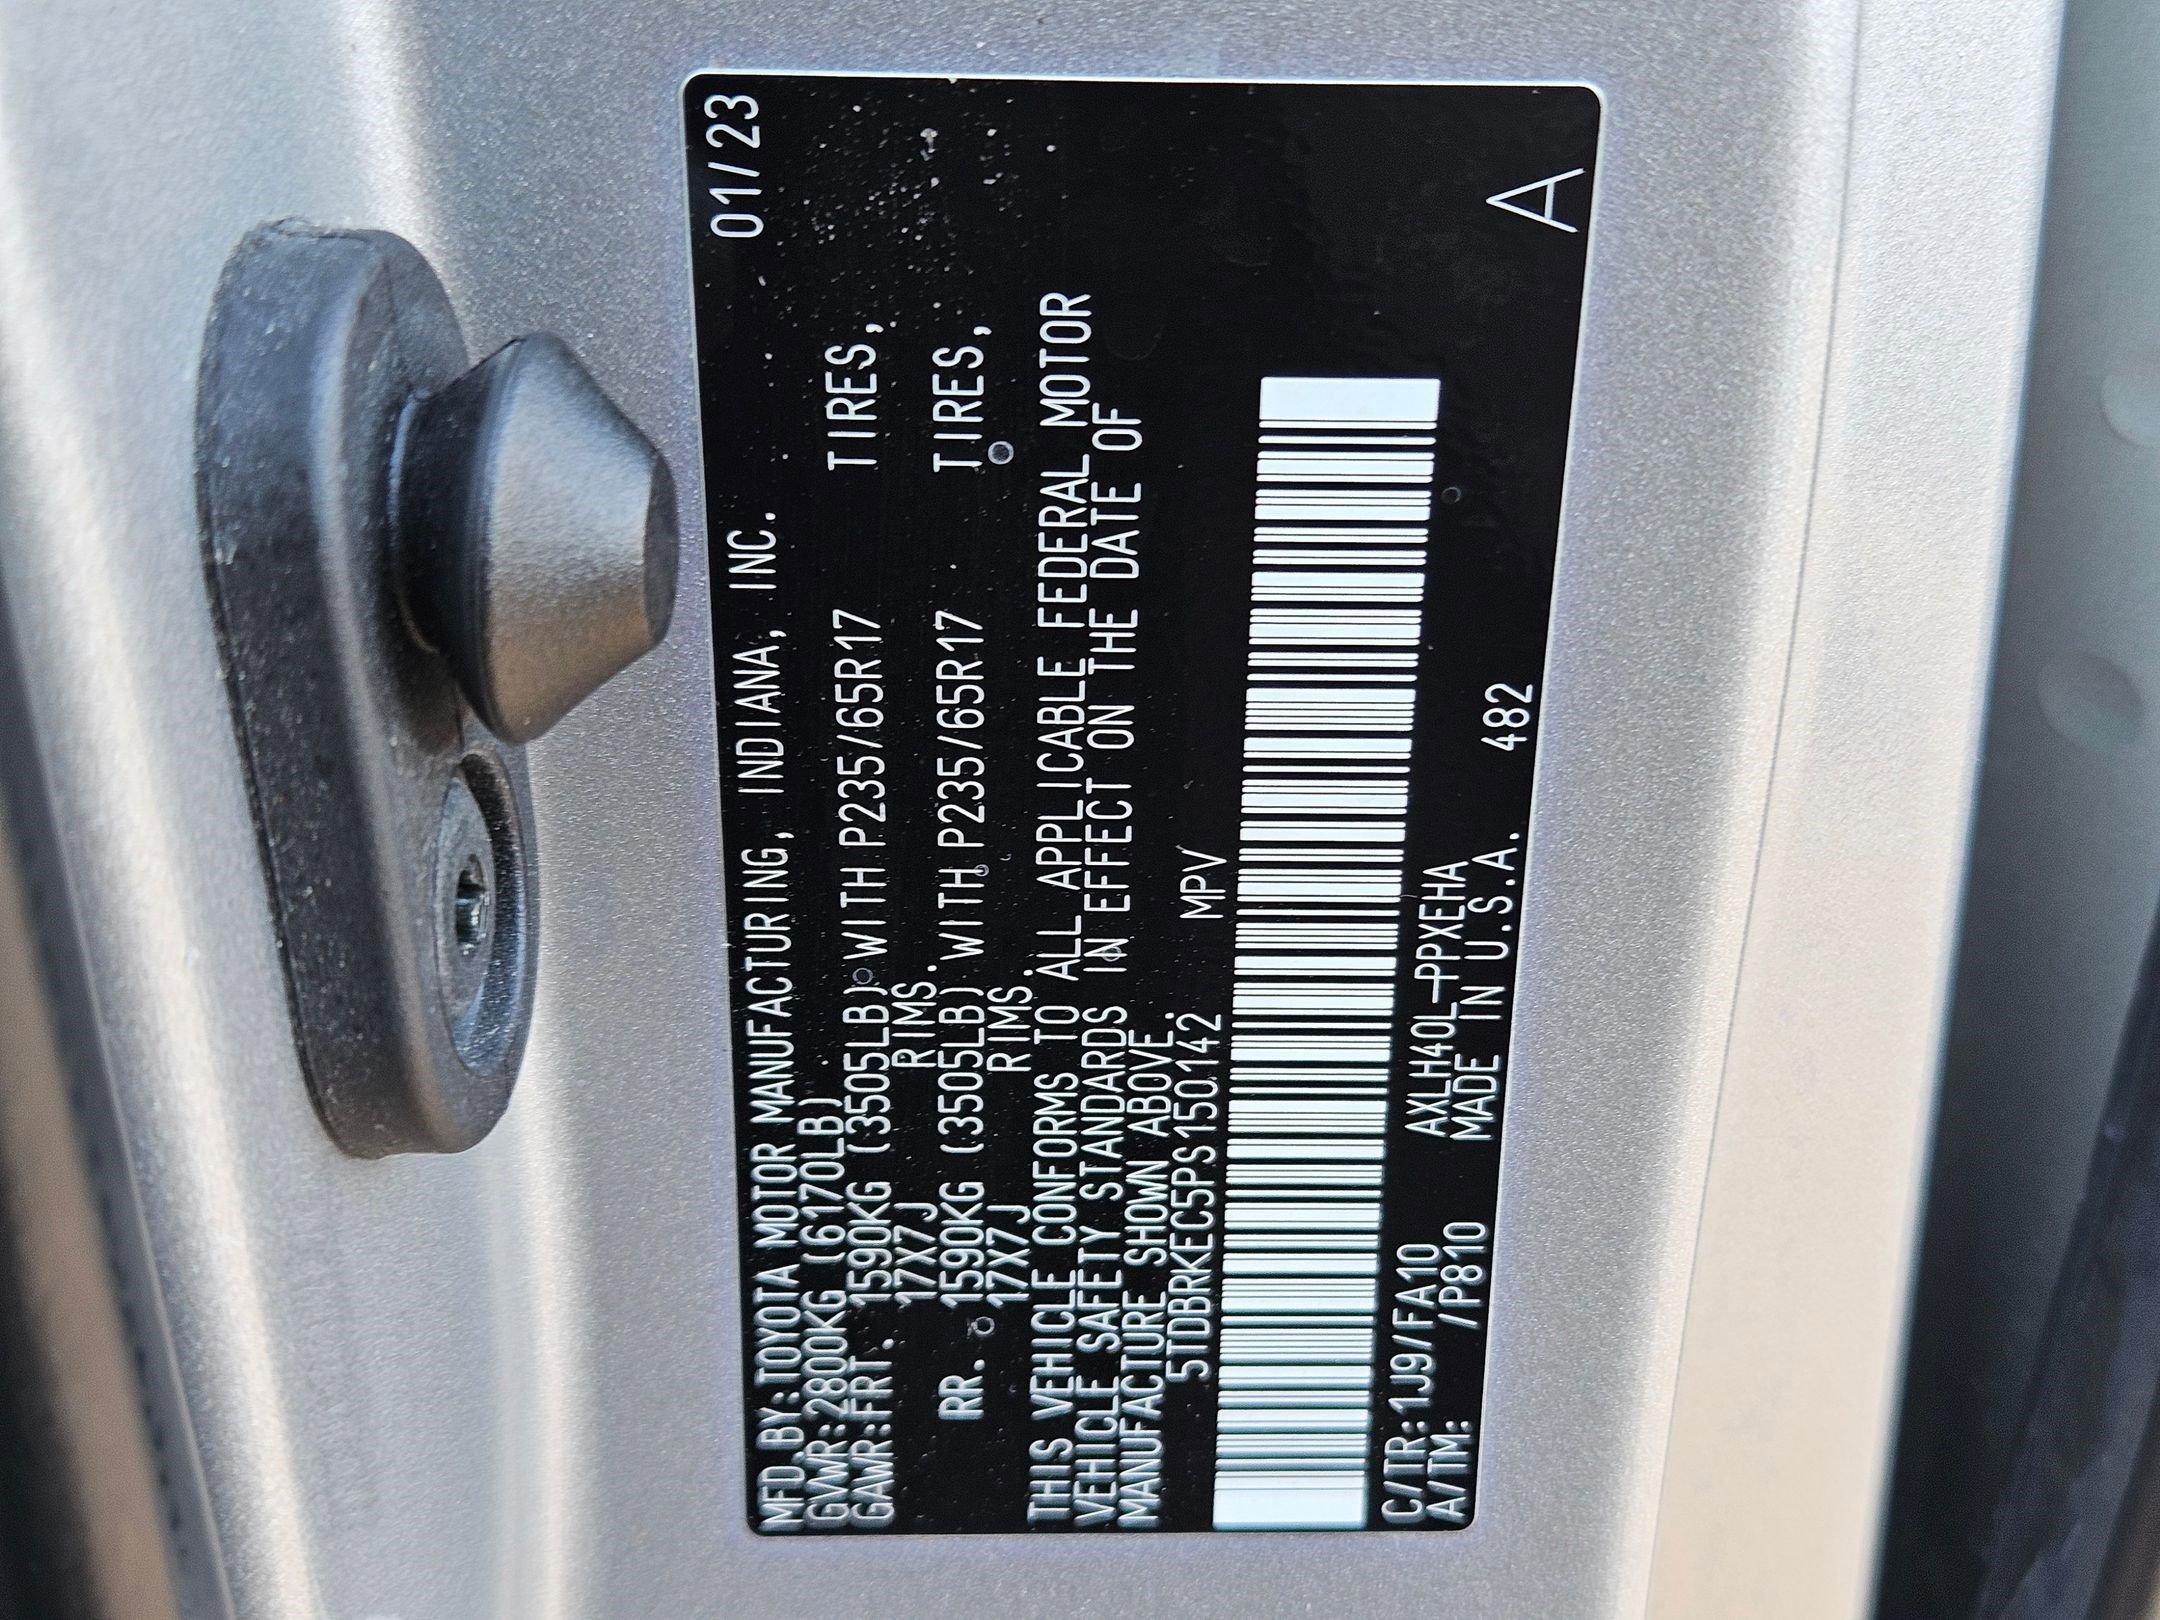 MFD.BY:TOYOTA MOTOR MANUFACTURING, INDIANA, INC. 01/23
GVWR:2800KG (6170LB)
GAWR:FRT. 1590KG (3505LB) WITH P235/65R17 TIRES,
17X7J RIMS.
RR. 1590KG (3505LB) WITH P235/65R17 TIRES,
17X7J RIMS.
THIS VEHICLE CONFORMS TO ALL APPLICABLE FEDERAL MOTOR
VEHICLE SAFETY STANDARDS IN EFFECT ON THE DATE OF
MANUFACTURE SHOWN ABOVE.
5TDBRKEC5PS150142 MPV
C/TR:1J9/FA10 AXLH40L-PPXEHA
A/TM: /P810 MADE IN U.S.A. 482 A